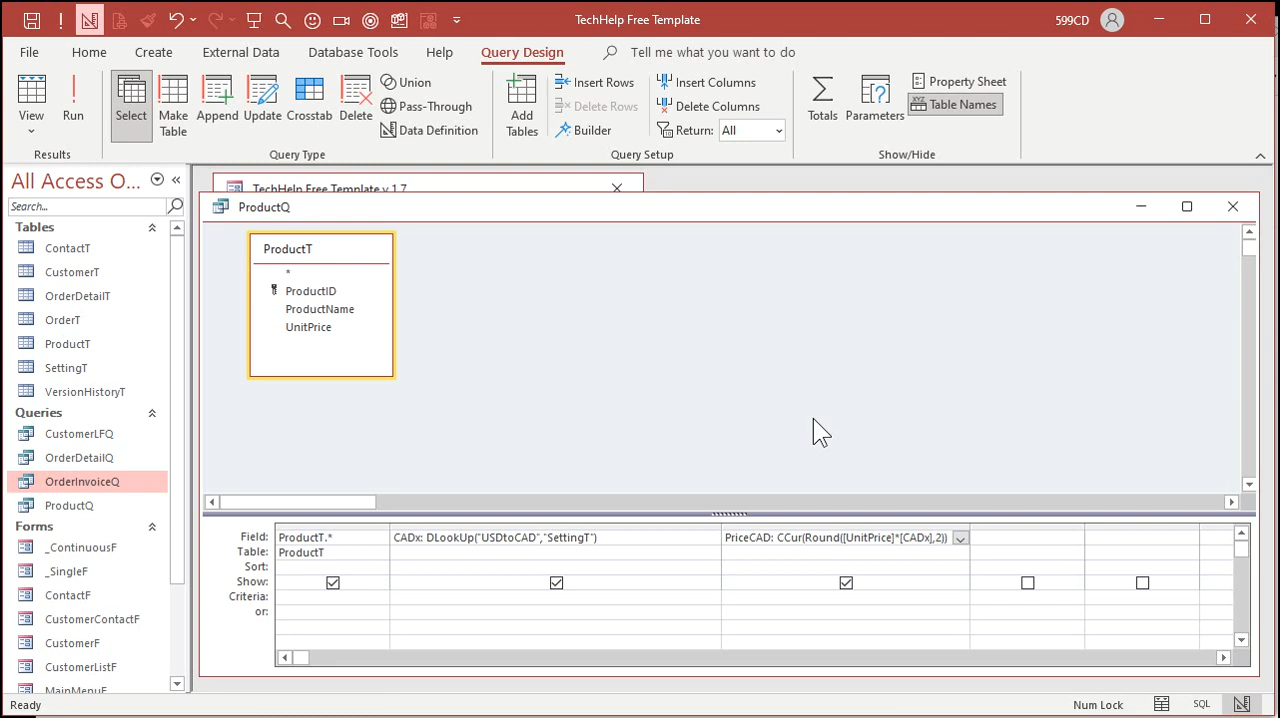 TechHelp Free Template
599CD
File
Home
Create
External Data
Database Tools
Help
Query Design
Tell me what you want to do
View
Run
Select
Make Table
Append
Update
Crosstab
Delete
Union
Pass-Through
Data Definition
Add Tables
Insert Rows
Delete Rows
Builder
Insert Columns
Delete Columns
Return: All
Totals
Parameters
Property Sheet
Table Names
Results
Query Type
Query Setup
Show/Hide
All Access O...
Search...
Tables
ContactT
CustomerT
OrderDetailT
OrderT
ProductT
SettingT
VersionHistoryT
Queries
CustomerLFQ
OrderDetailQ
OrderInvoiceQ
ProductQ
Forms
_ContinuousF
_SingleF
ContactF
CustomerContactF
CustomerF
CustomerListF
MainMenuF
TechHelp Free Template v 1.7
ProductQ
ProductT
*
ProductID
ProductName
UnitPrice
Field: ProductT.* CADx: DLookUp("USDtoCAD","SettingT") PriceCAD: CCur(Round([UnitPrice]*[CADx],2))
Table: ProductT
Sort:
Show:
Criteria:
or:
Ready
Num Lock
SQL